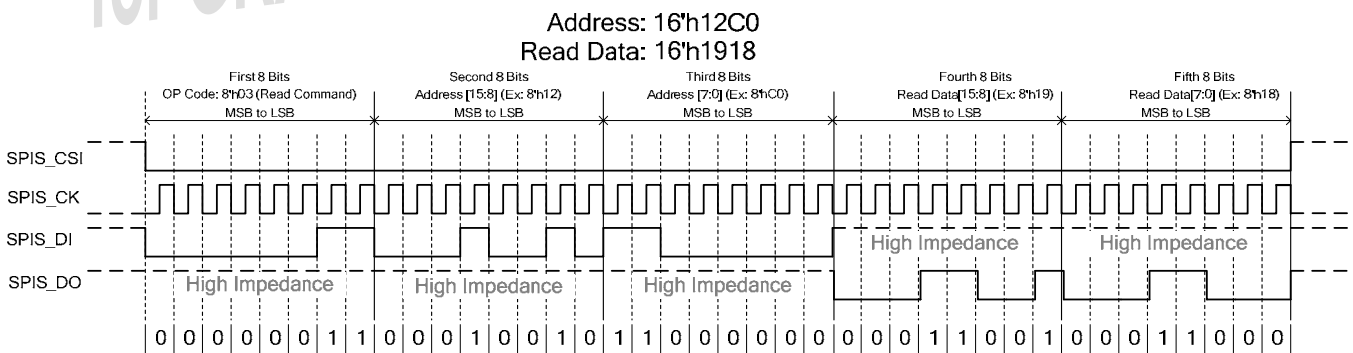 Address: 16'h12C0
Read Data: 16'h1918
First 8 Bits
OP Code: 8'h03 (Read Command)
MSB to LSB
Second 8 Bits
Address [15:8] (Ex: 8'h12)
MSB to LSB
Third 8 Bits
Address [7:0] (Ex: 8'hC0)
MSB to LSB
Fourth 8 Bits
Read Data[15:8] (Ex: 8'h19)
MSB to LSB
Fifth 8 Bits
Read Data[7:0] (Ex: 8'h18)
MSB to LSB
SPIS_CSI
SPIS_CK
SPIS_DI
High Impedance
High Impedance
SPIS_DO
High Impedance
High Impedance
High Impedance
0 0 0 0 0 0 1 1 0 0 0 1 0 0 1 0 1 1 0 0 0 0 0 0 0 0 0 1 1 0 0 1 0 0 0 1 1 0 0 0